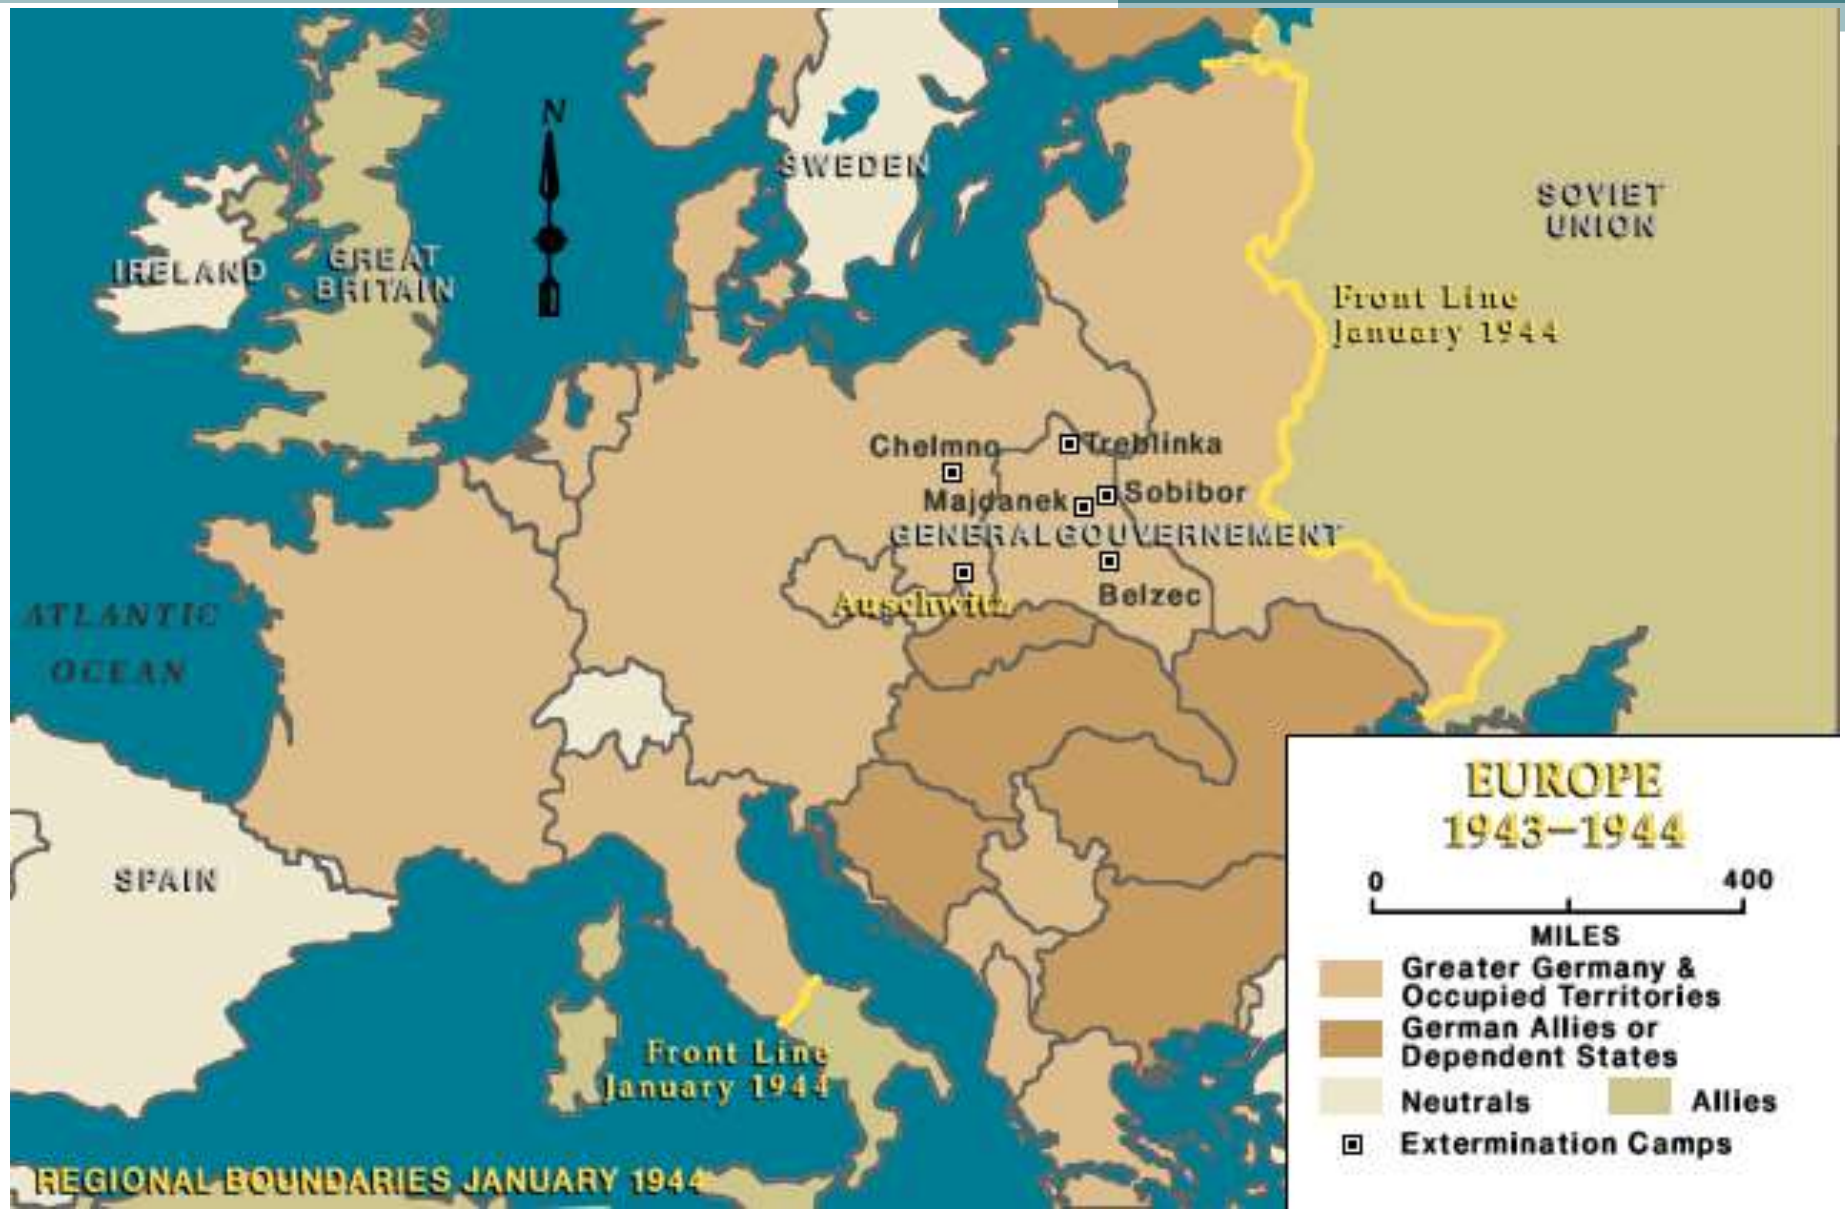 N
SWEDEN
SOVIET
UNION
IRELAND
GREAT
BRITAIN
Front Line
January 1944
Chelmno
Treblinka
Majdanek
Sobibor
GENERALGOUVERNEMENT
Auschwitz
Belzec
ATLANTIC
OCEAN
SPAIN
Front Line
January 1944
REGIONAL BOUNDARIES JANUARY 1944
EUROPE
1943–1944
0 400
MILES
Greater Germany &
Occupied Territories
German Allies or
Dependent States
Neutrals Allies
Extermination Camps